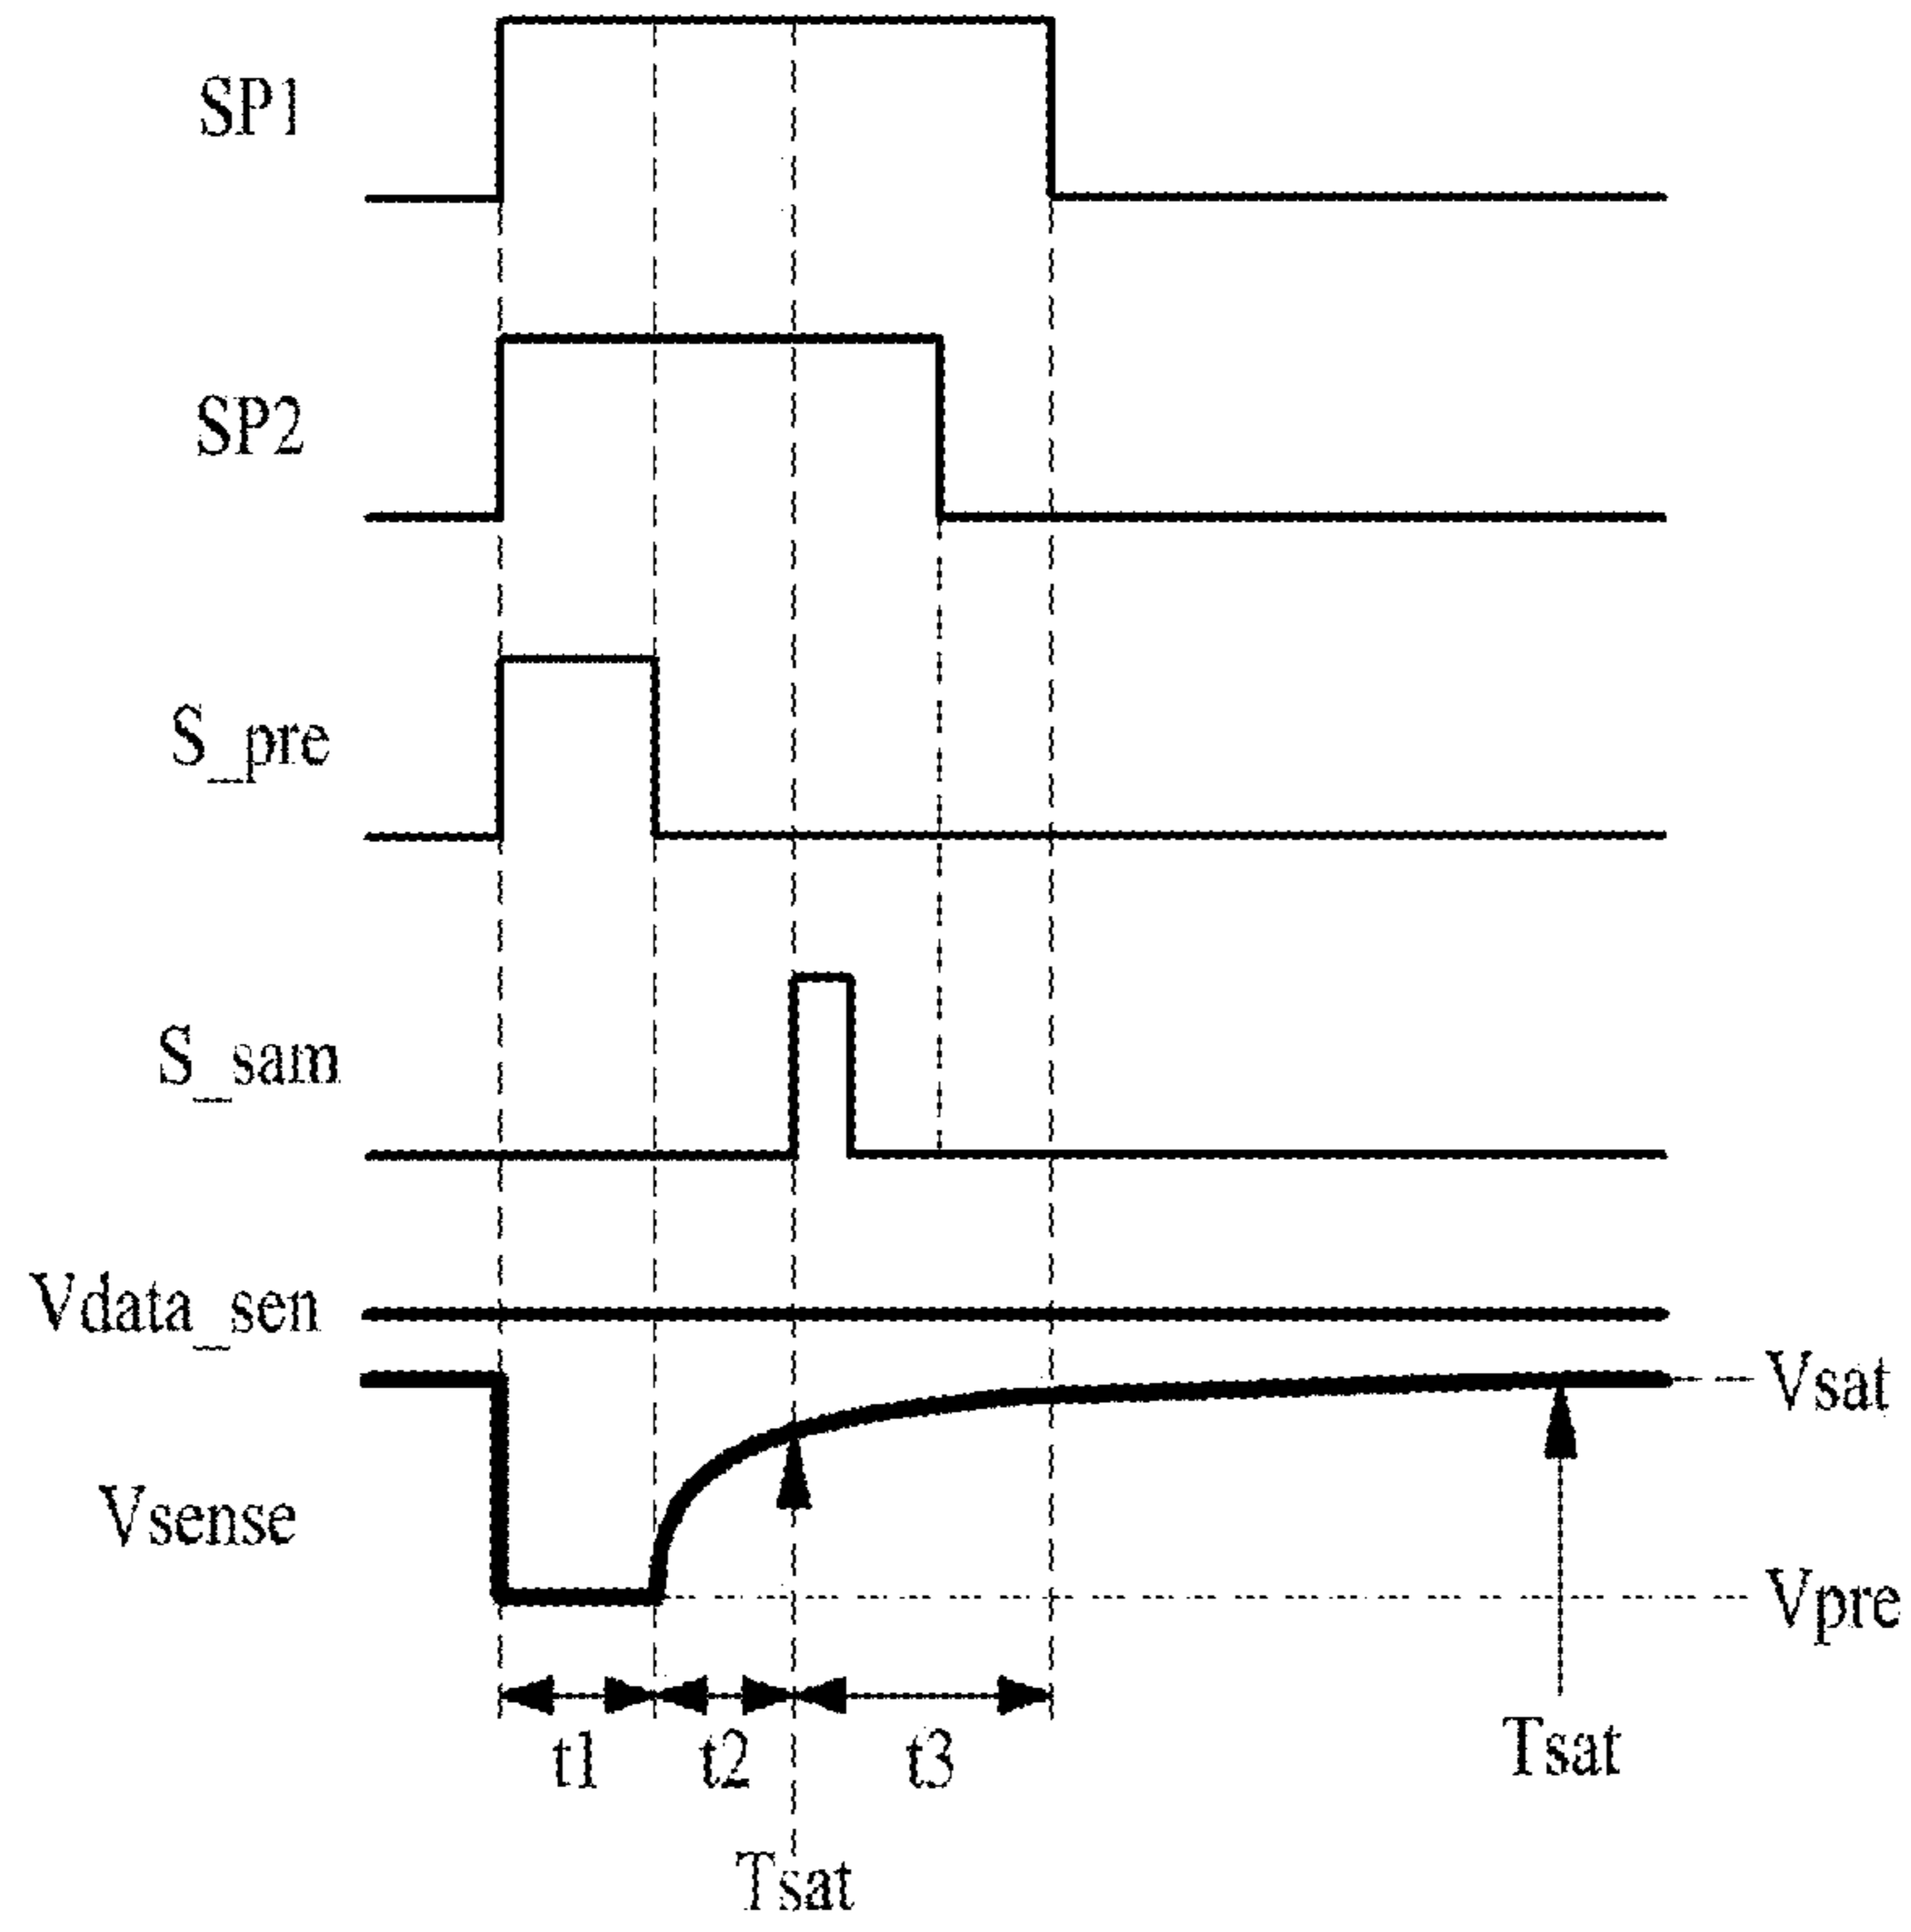 SP1
SP2
S_pre
S_sam
Vdata_sen
Vsat
Vsense
Vpre
t1 t2 t3
Tsat
Tsat